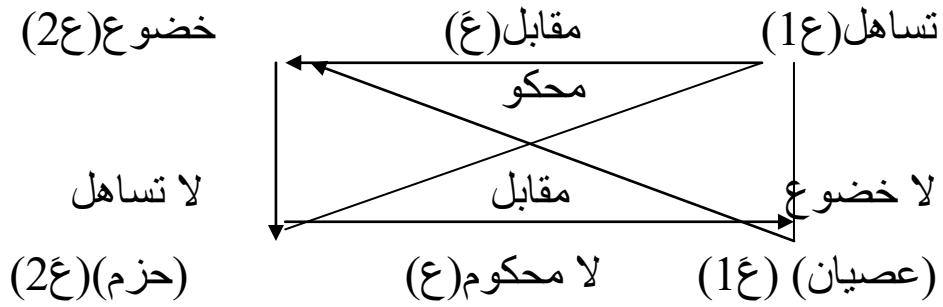 تساهل(ع1) مقابل(عَ) خضوع(ع2)
محكو
لا خضوع مقابل لا تساهل
(عصيان) (عَ1) لا محكوم(ع) (حزم)(عَ2)